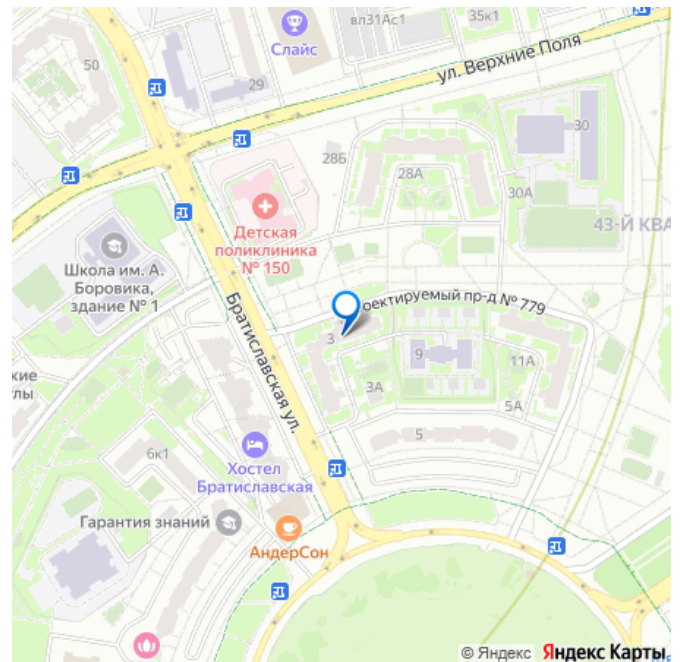 вл31Ас1
35к1
Слайс
50
29
ул. Верхние Поля
30
28Б
28А
30А
Детская
поликлиника
№ 150
43-Й КВА
Школа им. А.
Боровика,
здание № 1
оектируемый пр-д № 779
Братиславская ул.
3
9
11А
3А
5А
кие
лы
5
6к1
Хостел
Братиславская
Гарантия знаний
АндерСон
© Яндекс Яндекс Карты